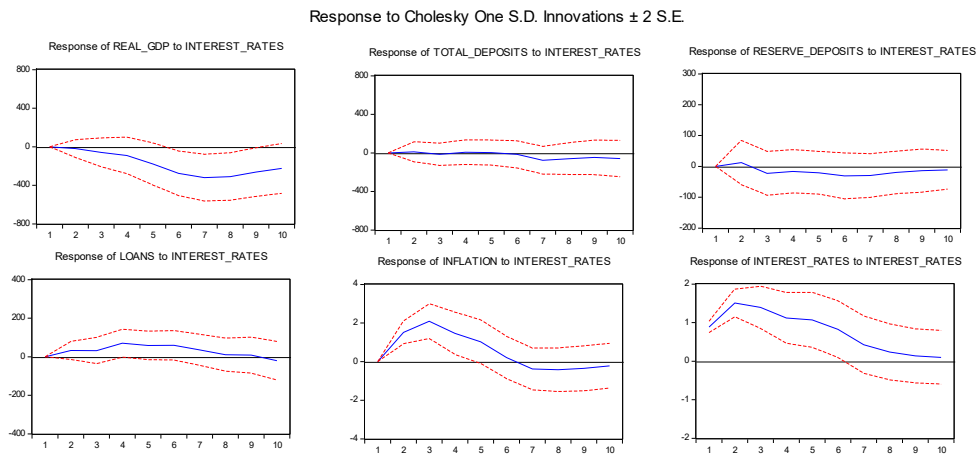 Response to Cholesky One S.D. Innovations ± 2 S.E.
Response of REAL_GDP to INTEREST_RATES
800
400
0
-400
-800
1 2 3 4 5 6 7 8 9 10
Response of TOTAL_DEPOSITS to INTEREST_RATES
800
400
0
-400
-800
1 2 3 4 5 6 7 8 9 10
Response of RESERVE_DEPOSITS to INTEREST_RATES
300
200
100
0
-100
-200
1 2 3 4 5 6 7 8 9 10
Response of LOANS to INTEREST_RATES
400
200
0
-200
-400
1 2 3 4 5 6 7 8 9 10
Response of INFLATION to INTEREST_RATES
4
2
0
-2
-4
1 2 3 4 5 6 7 8 9 10
Response of INTEREST_RATES to INTEREST_RATES
2
1
0
-1
-2
1 2 3 4 5 6 7 8 9 10